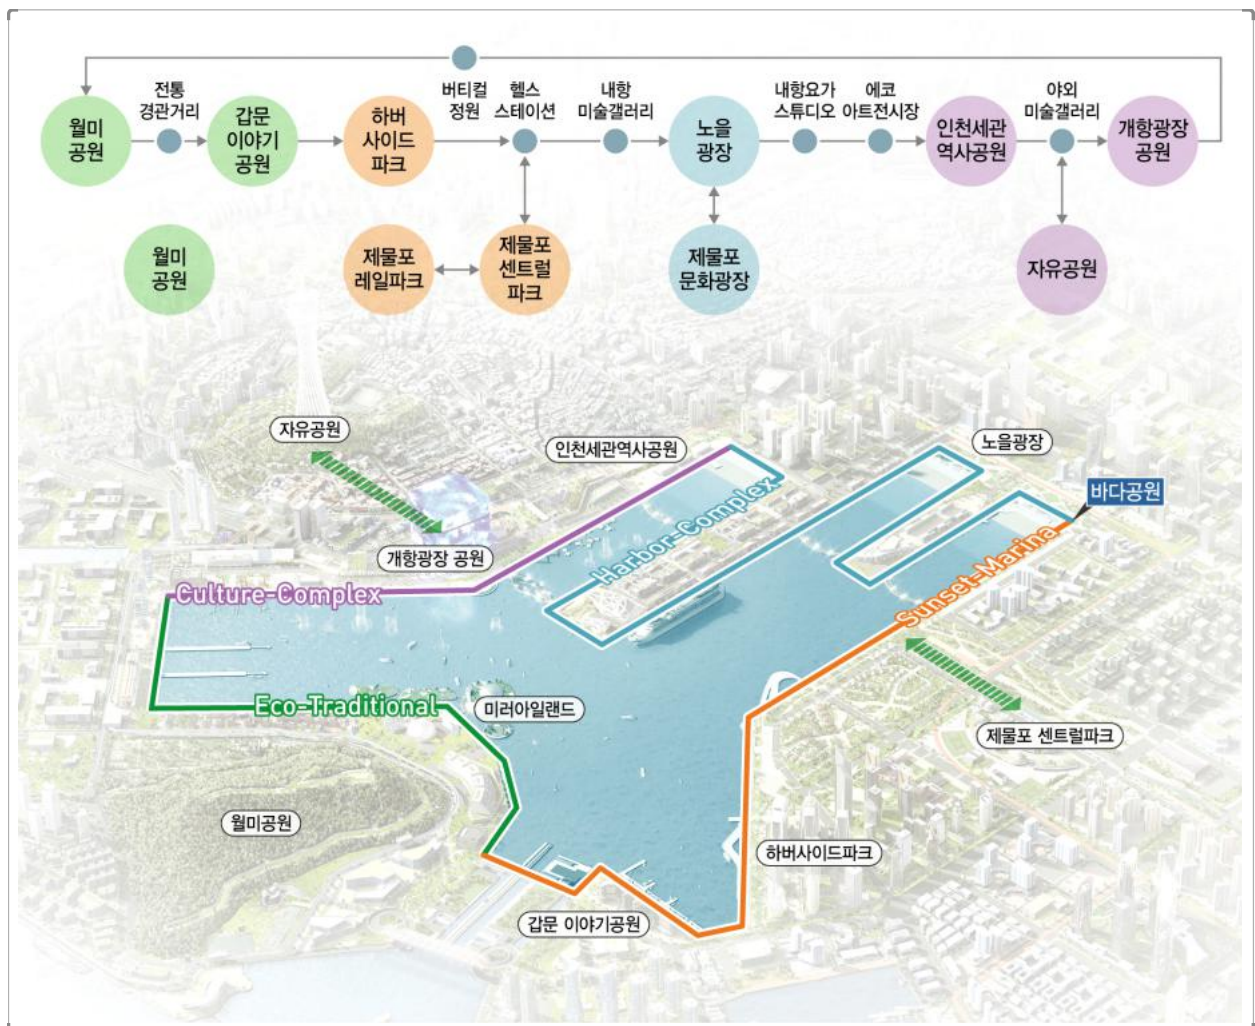 전통
경관거리
버티컬
정원
헬스
스테이션
내항
미술갤러리
내항요가
스튜디오
에코
아트전시장
야외
미술갤러리
월미
공원
갑문
이야기
공원
하버
사이드
파크
노을
광장
인천세관
역사공원
개항광장
공원
월미
공원
제물포
레일파크
제물포
센트럴
파크
제물포
문화광장
자유공원
자유공원
인천세관역사공원
노을광장
바다공원
개항광장 공원
Harbor-Complex
Culture-Complex
Sunset-Marina
Eco-Traditional
미러아일랜드
제물포 센트럴파크
월미공원
하버사이드파크
갑문 이야기공원